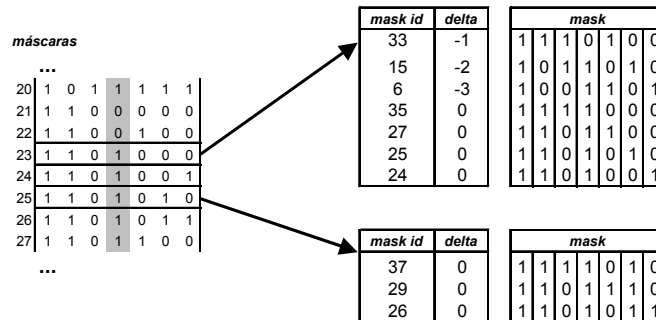 máscaras
...
20 1 0 1 1 1 1 1
21 1 1 0 0 0 0 0
22 1 1 0 0 1 0 0
23 1 1 0 1 0 0 0
24 1 1 0 1 0 0 1
25 1 1 0 1 0 1 0
26 1 1 0 1 0 1 1
27 1 1 0 1 1 0 0
...
mask id delta mask
33 -1 1 1 1 0 1 0 0
15 -2 1 0 1 1 0 1 0
6 -3 1 0 0 1 1 0 1
35 0 1 1 1 1 0 0 0
27 0 1 1 0 1 1 0 0
25 0 1 1 0 1 0 1 0
24 0 1 1 0 1 0 0 1
mask id delta mask
37 0 1 1 1 1 0 1 0
29 0 1 1 0 1 1 1 0
26 0 1 1 0 1 0 1 1